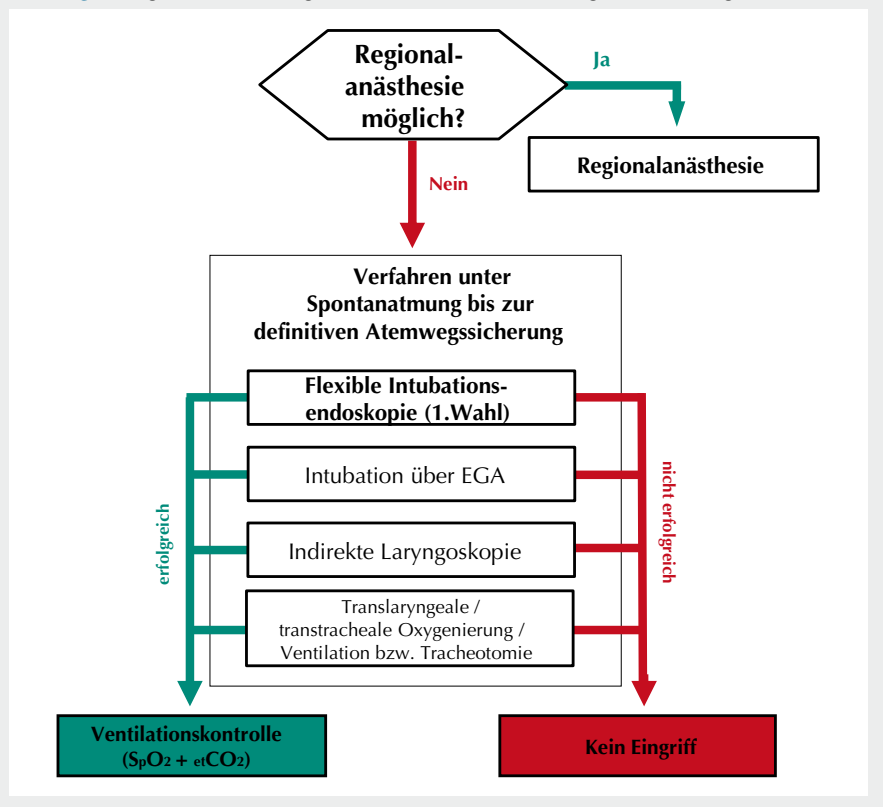 Regional-
anästhesie
möglich?
Ja
Regionalanästhesie
Nein
Verfahren unter
Spontanatmung bis zur
definitiven Atemwegssicherung
Flexible Intubations-
endoskopie (1.Wahl)
Intubation über EGA
Indirekte Laryngoskopie
Translaryngeale /
transtracheale Oxygenierung /
Ventilation bzw. Tracheotomie
erfolgreich
nicht erfolgreich
Ventilationskontrolle
(SpO2 + etCO2)
Kein Eingriff